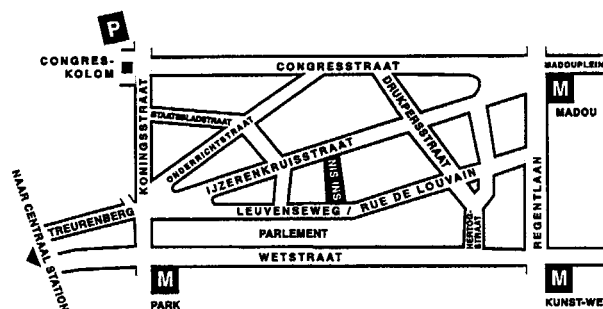 P
CONGRES-
KOLOM
CONGRESSTRAAT
MADOUPLEIN
M
MADOU
STAATSBLADSTRAAT
DRUKPERSSTRAAT
KONINGSSTRAAT
ONDERRICHTSTRAAT
IJZERENKRUISSTRAAT
NIS INS
REGENTLAAN
TREURENBERG
LEUVENSEWEG / RUE DE LOUVAIN
HERTOG-
STRAAT
NAAR CENTRAAL STATION
PARLEMENT
WETSTRAAT
M
PARK
M
KUNST-WE